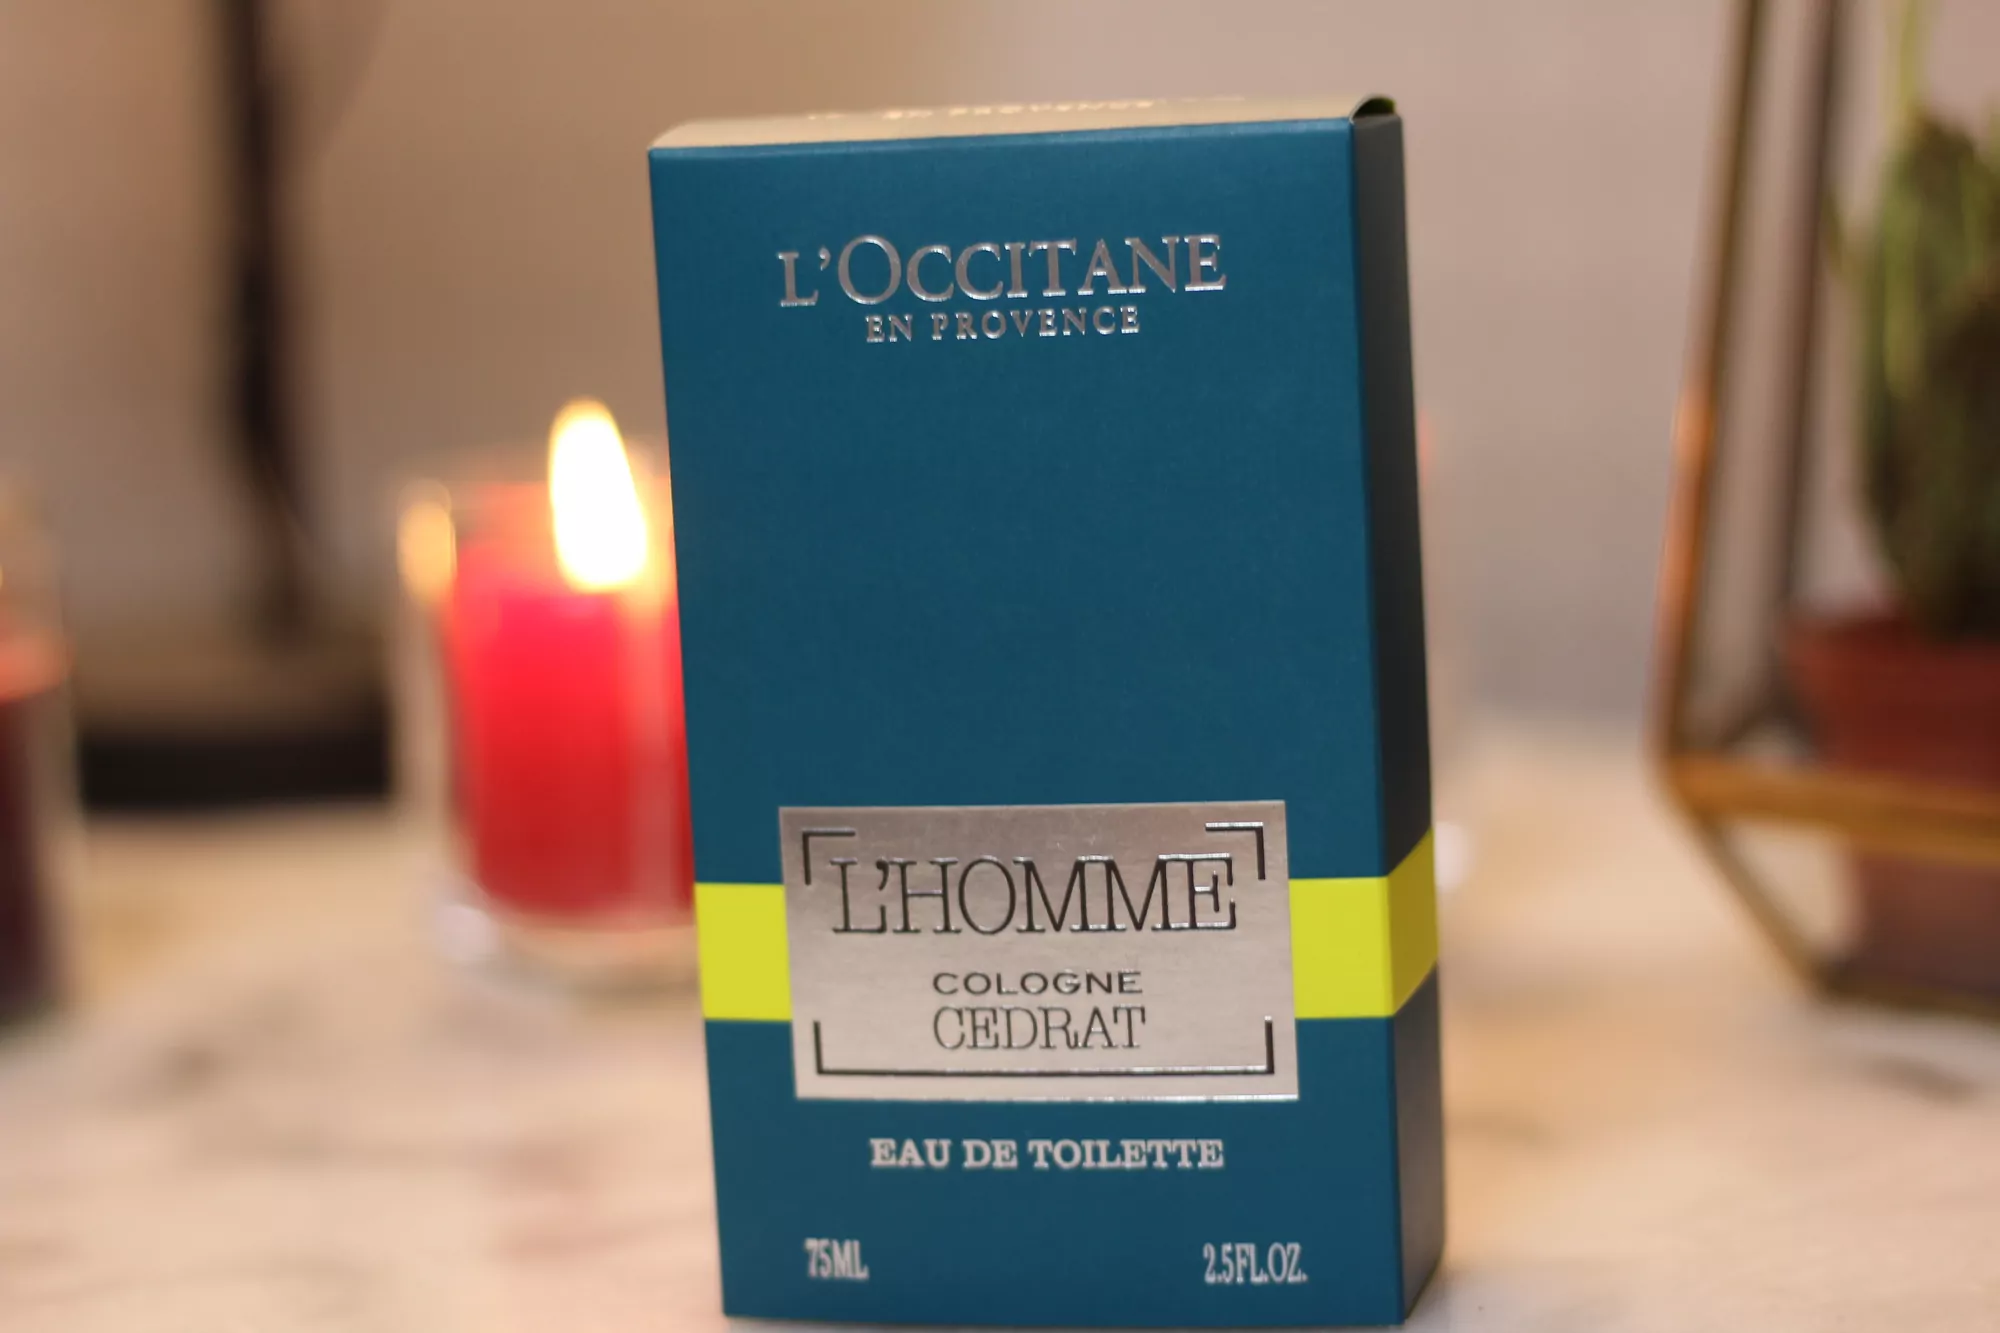 L'OCCITANE
EN PROVENCE
L'HOMME
COLOGNE
CEDRAT
EAU DE TOILETTE
75ML 2.5FL.OZ.